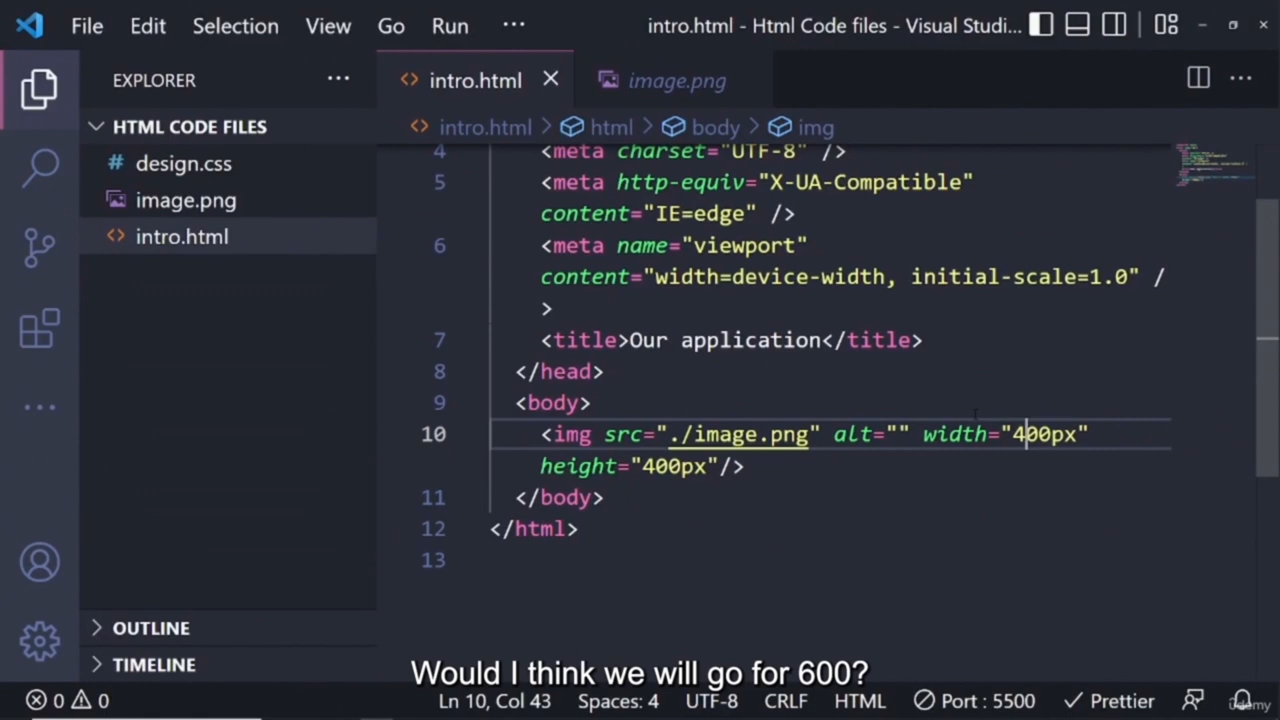 File Edit Selection View Go Run ··· intro.html - Html Code files - Visual Studi...
EXPLORER ···
intro.html image.png ···
HTML CODE FILES
intro.html > html > body > img
# design.css
image.png
intro.html
4 <meta charset="UTF-8" />
5 <meta http-equiv="X-UA-Compatible"
content="IE=edge" />
6 <meta name="viewport"
content="width=device-width, initial-scale=1.0" /
>
7 <title>Our application</title>
8 </head>
9 <body>
10 <img src="./image.png" alt="" width="400px"
height="400px"/>
11 </body>
12 </html>
13
OUTLINE
TIMELINE
Would I think we will go for 600?
0 0 Ln 10, Col 43 Spaces: 4 UTF-8 CRLF HTML Port : 5500 Prettier
udemy